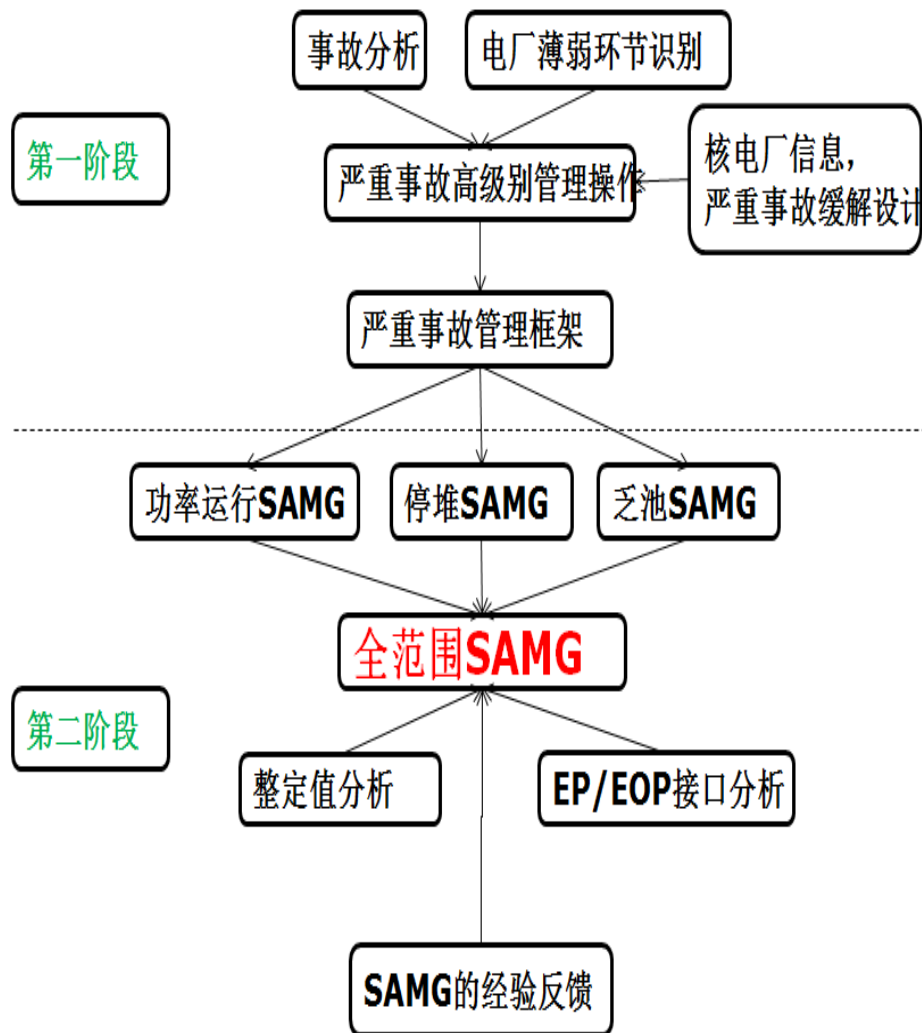 事故分析
电厂薄弱环节识别
第一阶段
严重事故高级别管理操作
核电厂信息，
严重事故缓解设计
严重事故管理框架
功率运行SAMG
停堆SAMG
乏池SAMG
全范围SAMG
第二阶段
整定值分析
EP/EOP接口分析
SAMG的经验反馈